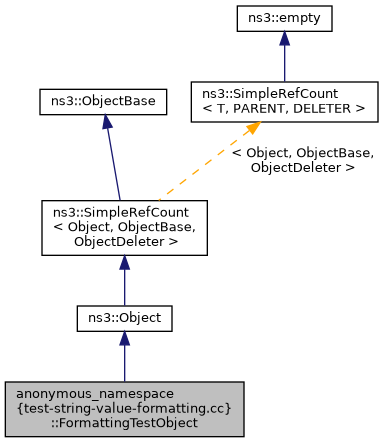 ns3::empty
ns3::SimpleRefCount
< T, PARENT, DELETER >
ns3::ObjectBase
< Object, ObjectBase,
ObjectDeleter >
ns3::SimpleRefCount
< Object, ObjectBase,
ObjectDeleter >
ns3::Object
anonymous_namespace
{test-string-value-formatting.cc}
::FormattingTestObject